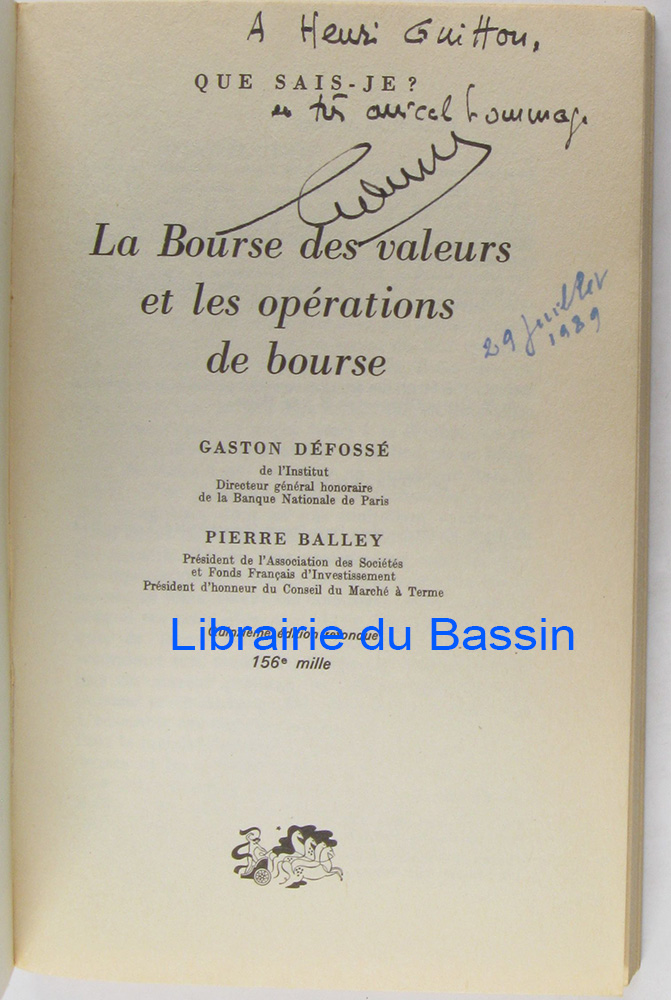 A Henri Guitton,
QUE SAIS-JE ?
en très amical hommage
La Bourse des valeurs
et les opérations
de bourse
29 Juillet
1989
GASTON DÉFOSSÉ
de l'Institut
Directeur général honoraire
de la Banque Nationale de Paris
PIERRE BALLEY
Président de l'Association des Sociétés
et Fonds Français d'Investissement
Président d'honneur du Conseil du Marché à Terme
Librairie du Bassin
156e mille